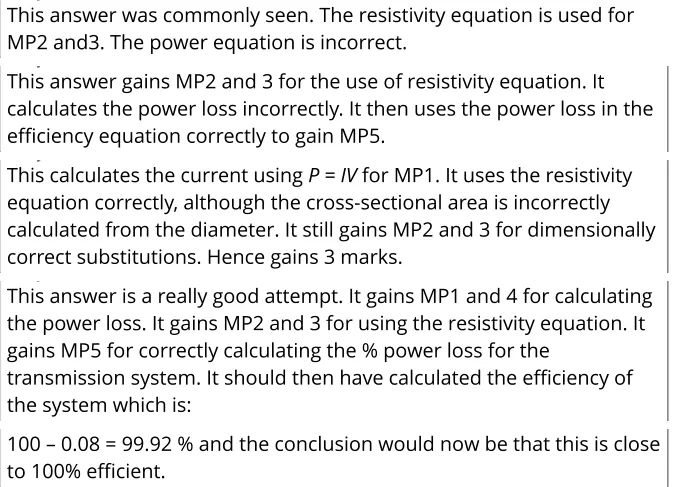 This answer was commonly seen. The resistivity equation is used for
MP2 and3. The power equation is incorrect.
This answer gains MP2 and 3 for the use of resistivity equation. It
calculates the power loss incorrectly. It then uses the power loss in the
efficiency equation correctly to gain MP5.
This calculates the current using P = IV for MP1. It uses the resistivity
equation correctly, although the cross-sectional area is incorrectly
calculated from the diameter. It still gains MP2 and 3 for dimensionally
correct substitutions. Hence gains 3 marks.
This answer is a really good attempt. It gains MP1 and 4 for calculating
the power loss. It gains MP2 and 3 for using the resistivity equation. It
gains MP5 for correctly calculating the % power loss for the
transmission system. It should then have calculated the efficiency of
the system which is:
100 – 0.08 = 99.92 % and the conclusion would now be that this is close
to 100% efficient.